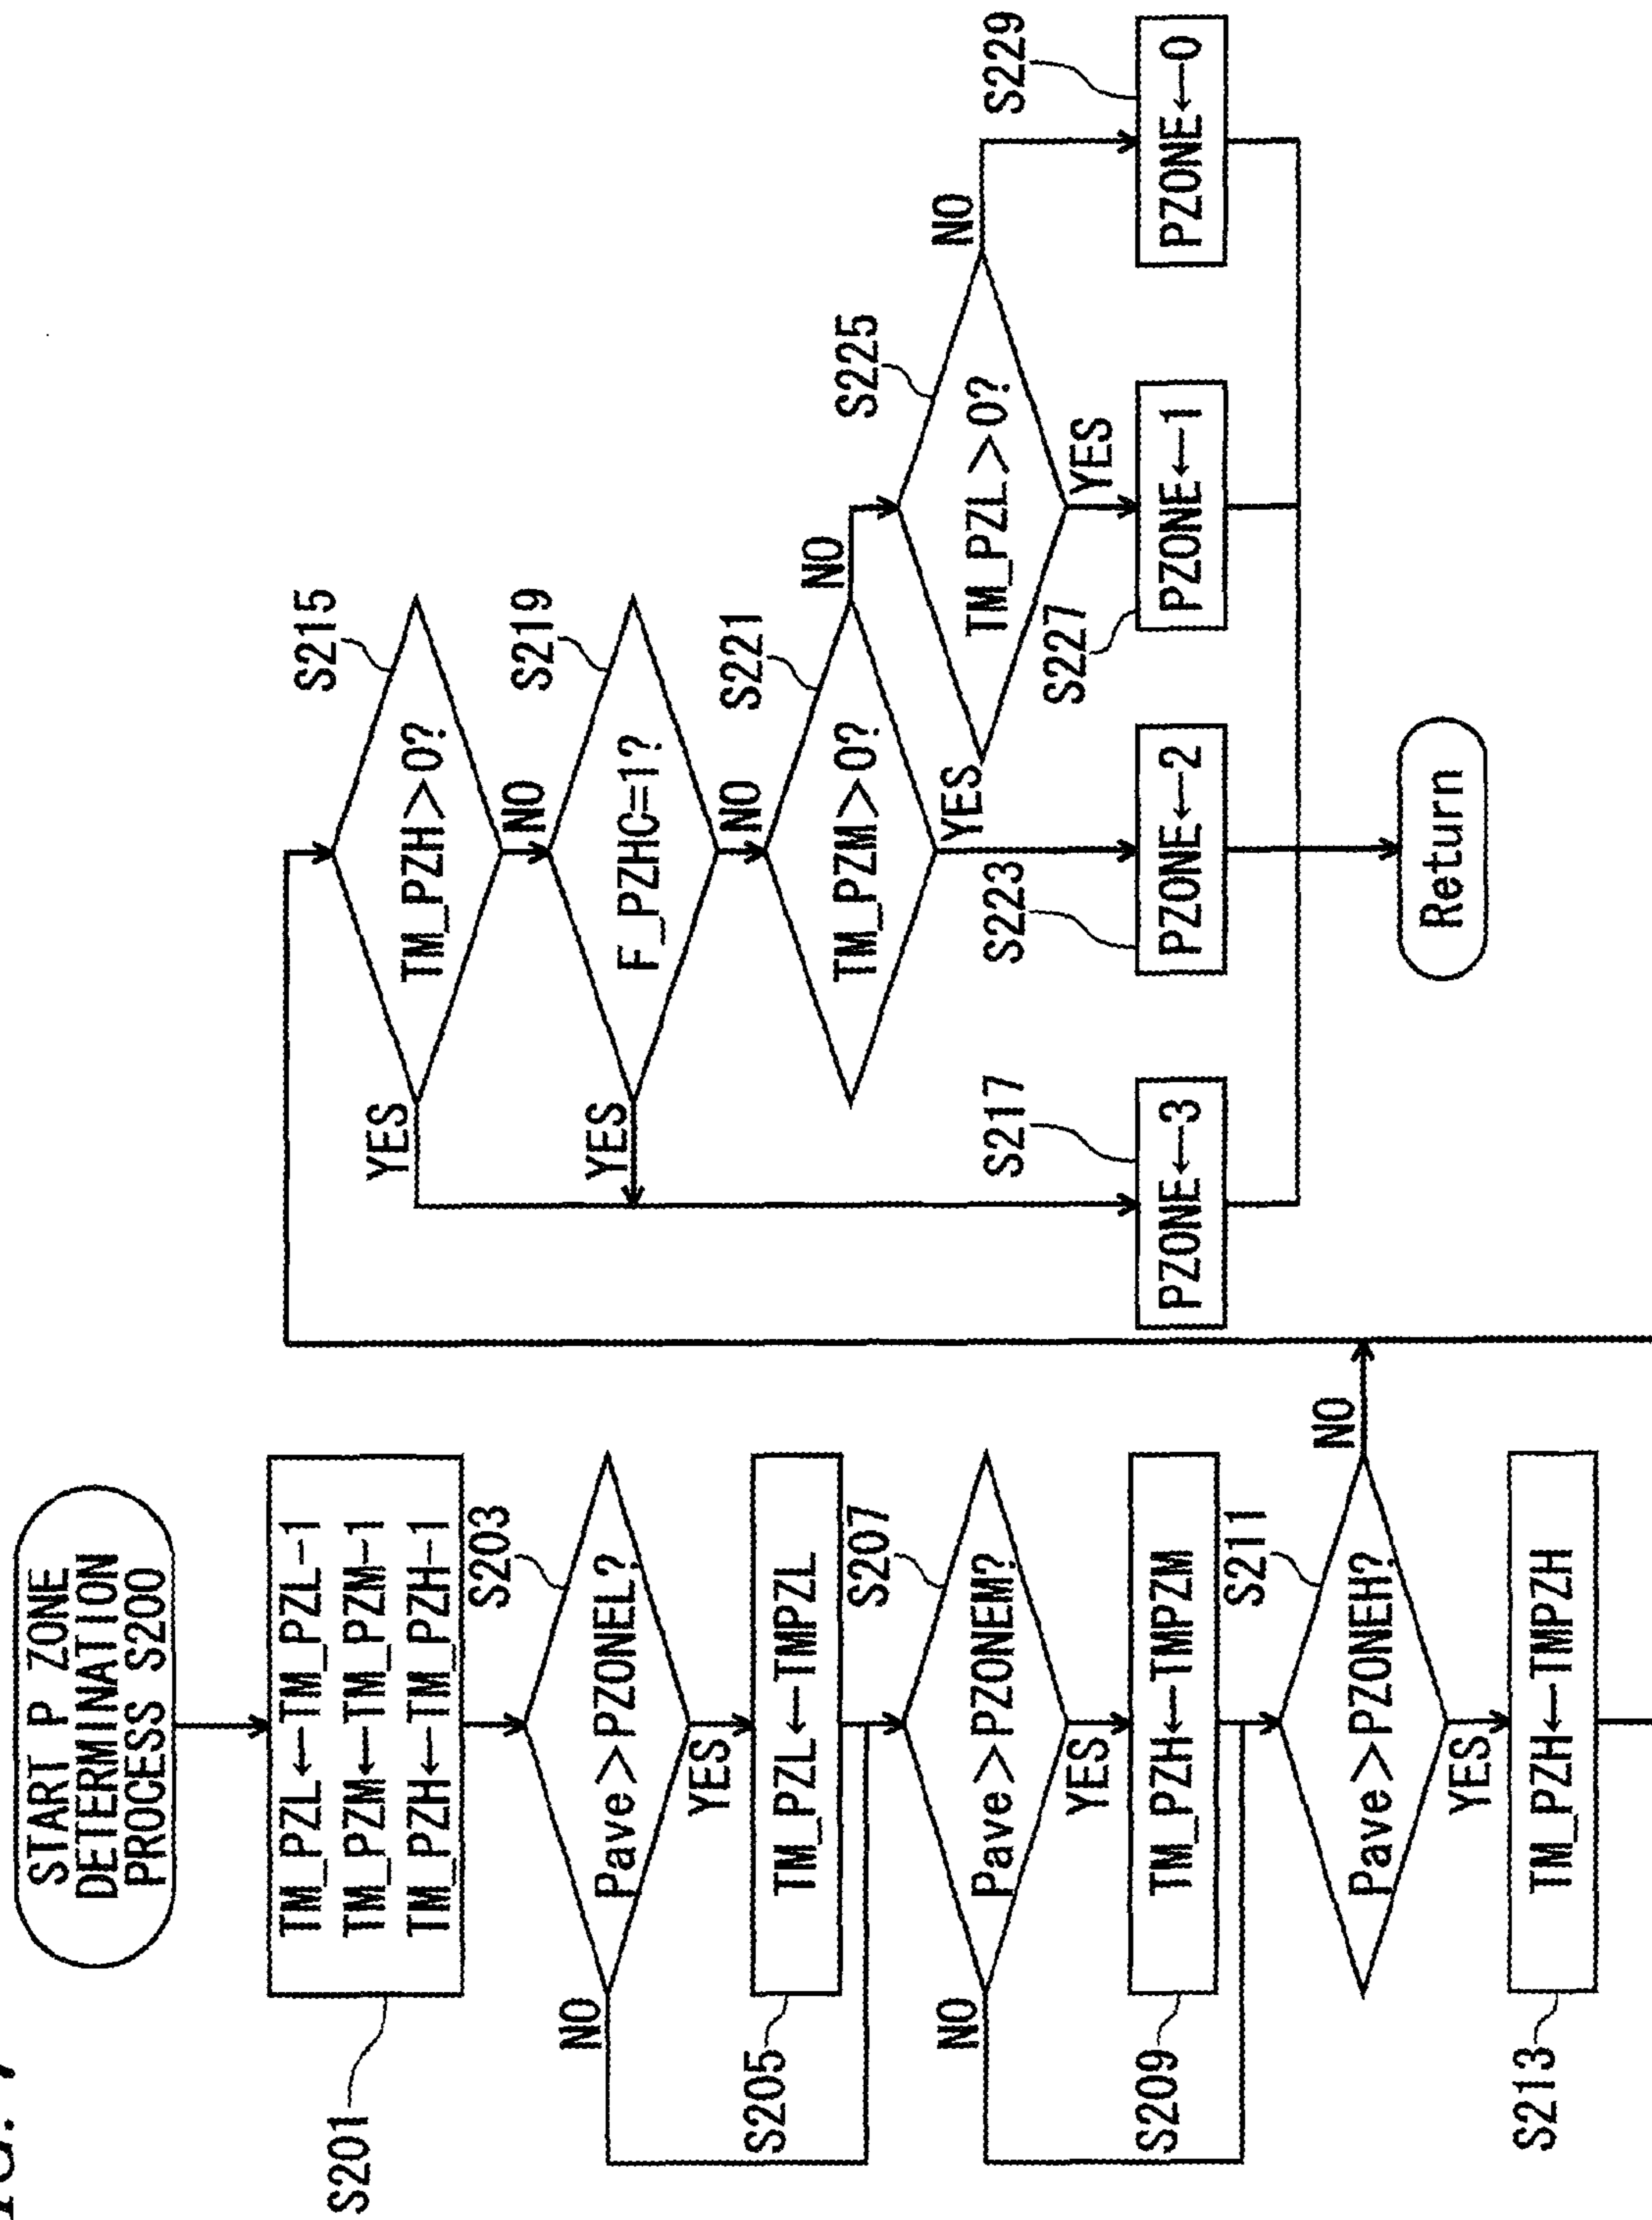 FIG. 7
START P ZONE
DETERMINATION
PROCESS S200
TM_PZL←TM_PZL-1
TM_PZM←TM_PZM-1
TM_PZH←TM_PZH-1
S201
Pave>PZONEL?
S203
NO
YES
TM_PZL←TMPZL
S205
Pave>PZONEM?
S207
NO
YES
TM_PZH←TMPZM
S209
Pave>PZONEH?
S211
NO
YES
TM_PZH←TMPZH
S213
TM_PZH>0?
S215
YES
NO
F_PZHC=1?
S219
YES
NO
TM_PZM>0?
S221
NO
YES
TM_PZL>0?
S225
NO
YES
S217
PZONE←3
S223
PZONE←2
S227
PZONE←1
S229
PZONE←0
Return